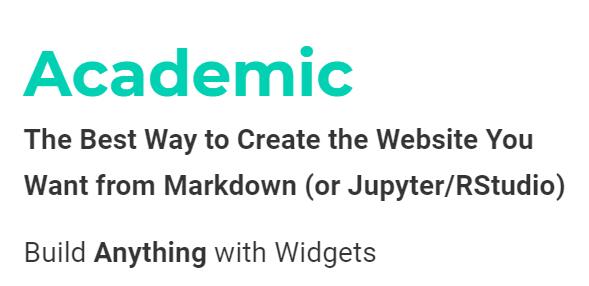 Academic
The Best Way to Create the Website You
Want from Markdown (or Jupyter/RStudio)
Build Anything with Widgets